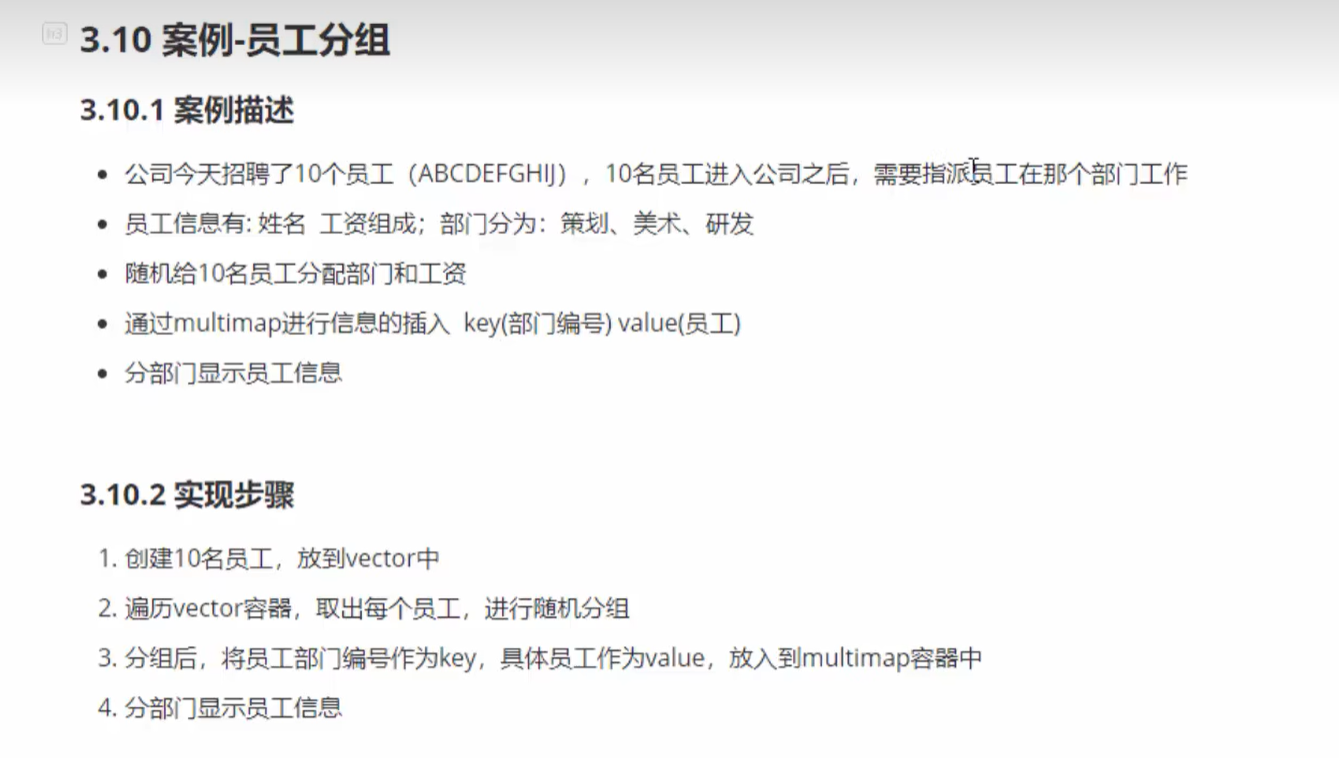 h3
3.10 案例-员工分组
3.10.1 案例描述
公司今天招聘了10个员工（ABCDEFGHIJ），10名员工进入公司之后，需要指派员工在那个部门工作
员工信息有: 姓名 工资组成；部门分为：策划、美术、研发
随机给10名员工分配部门和工资
通过multimap进行信息的插入 key(部门编号) value(员工)
分部门显示员工信息
3.10.2 实现步骤
1. 创建10名员工，放到vector中
2. 遍历vector容器，取出每个员工，进行随机分组
3. 分组后，将员工部门编号作为key，具体员工作为value，放入到multimap容器中
4. 分部门显示员工信息